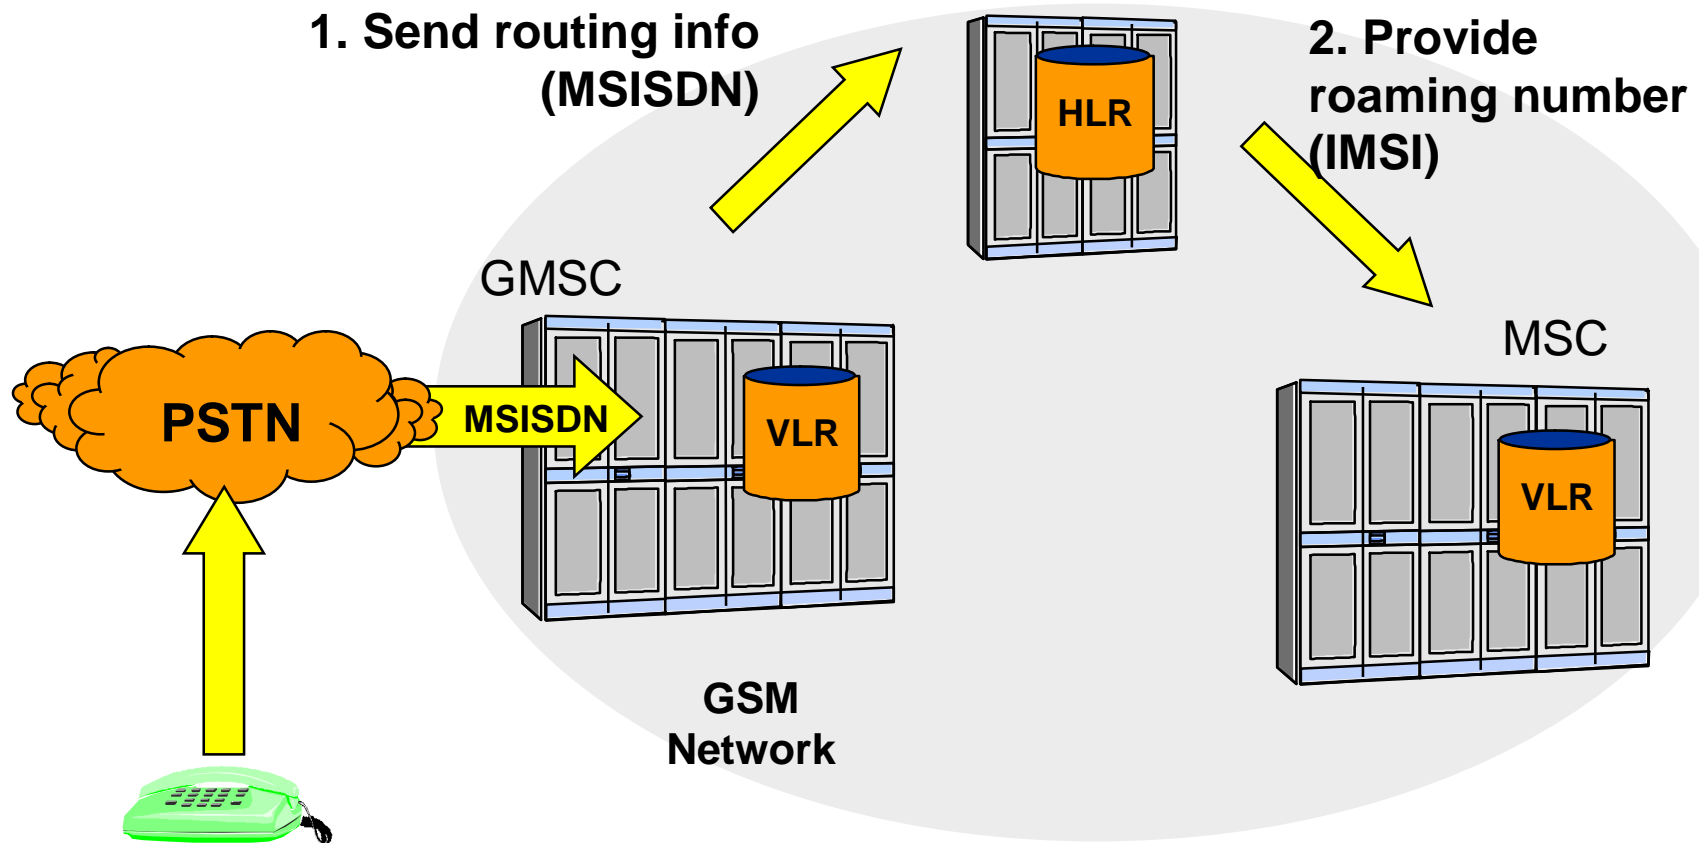 1. Send routing info
(MSISDN)
HLR
2. Provide
roaming number
(IMSI)
GMSC
MSC
PSTN
MSISDN
VLR
VLR
GSM
Network